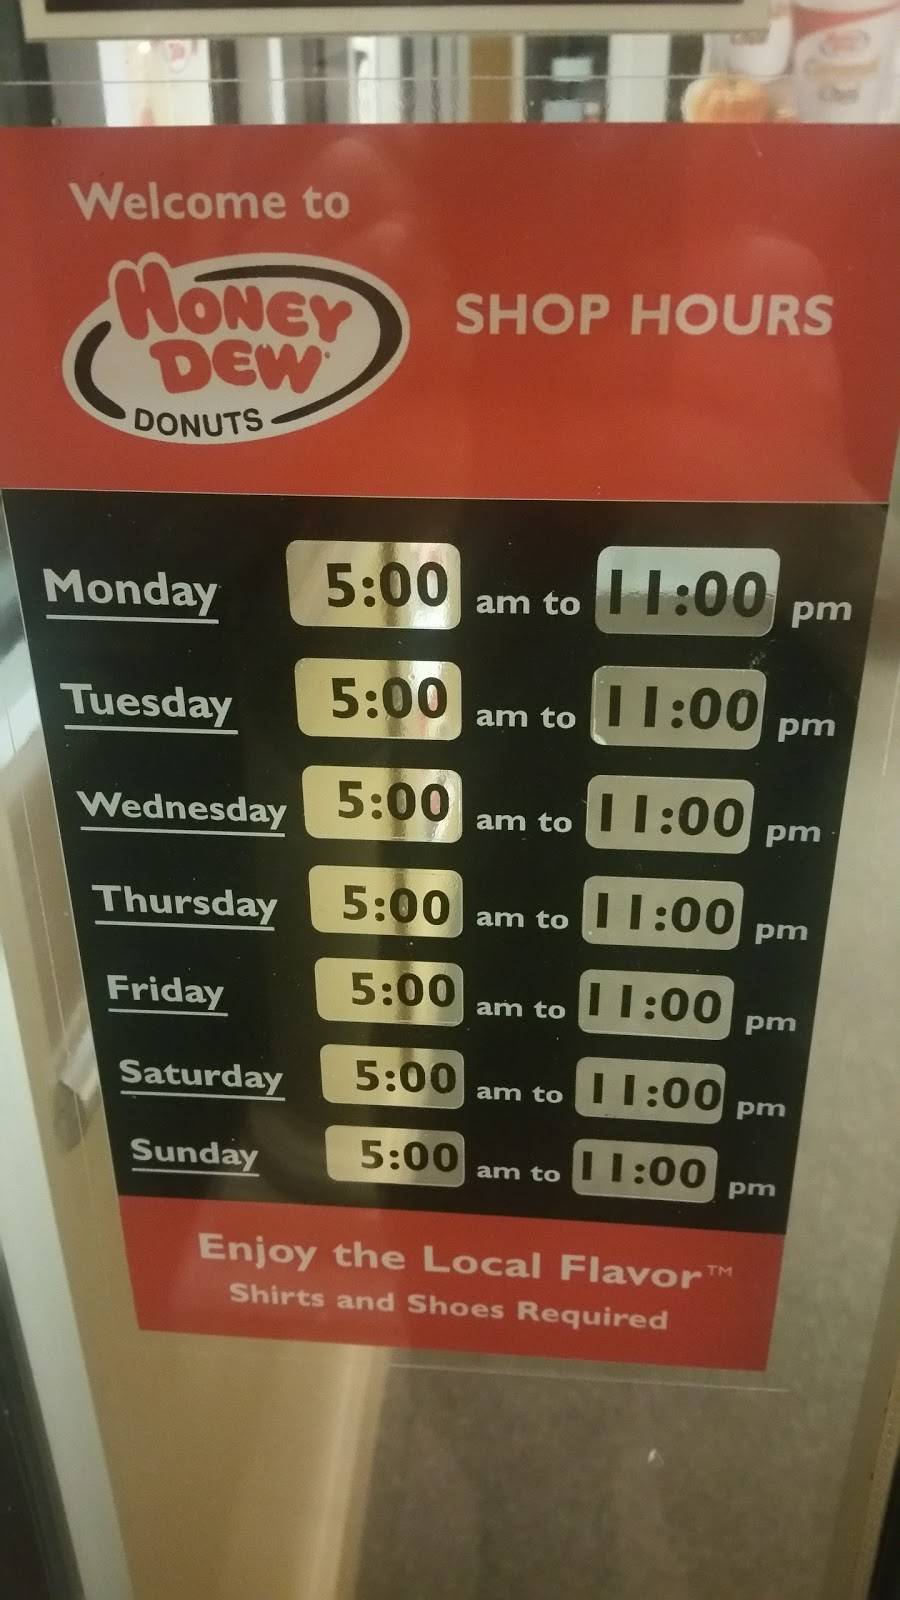 Welcome to
HONEY
DEW
DONUTS
SHOP HOURS
Monday 5:00 am to 11:00 pm
Tuesday 5:00 am to 11:00 pm
Wednesday 5:00 am to 11:00 pm
Thursday 5:00 am to 11:00 pm
Friday 5:00 am to 11:00 pm
Saturday 5:00 am to 11:00 pm
Sunday 5:00 am to 11:00 pm
Enjoy the Local Flavor™
Shirts and Shoes Required